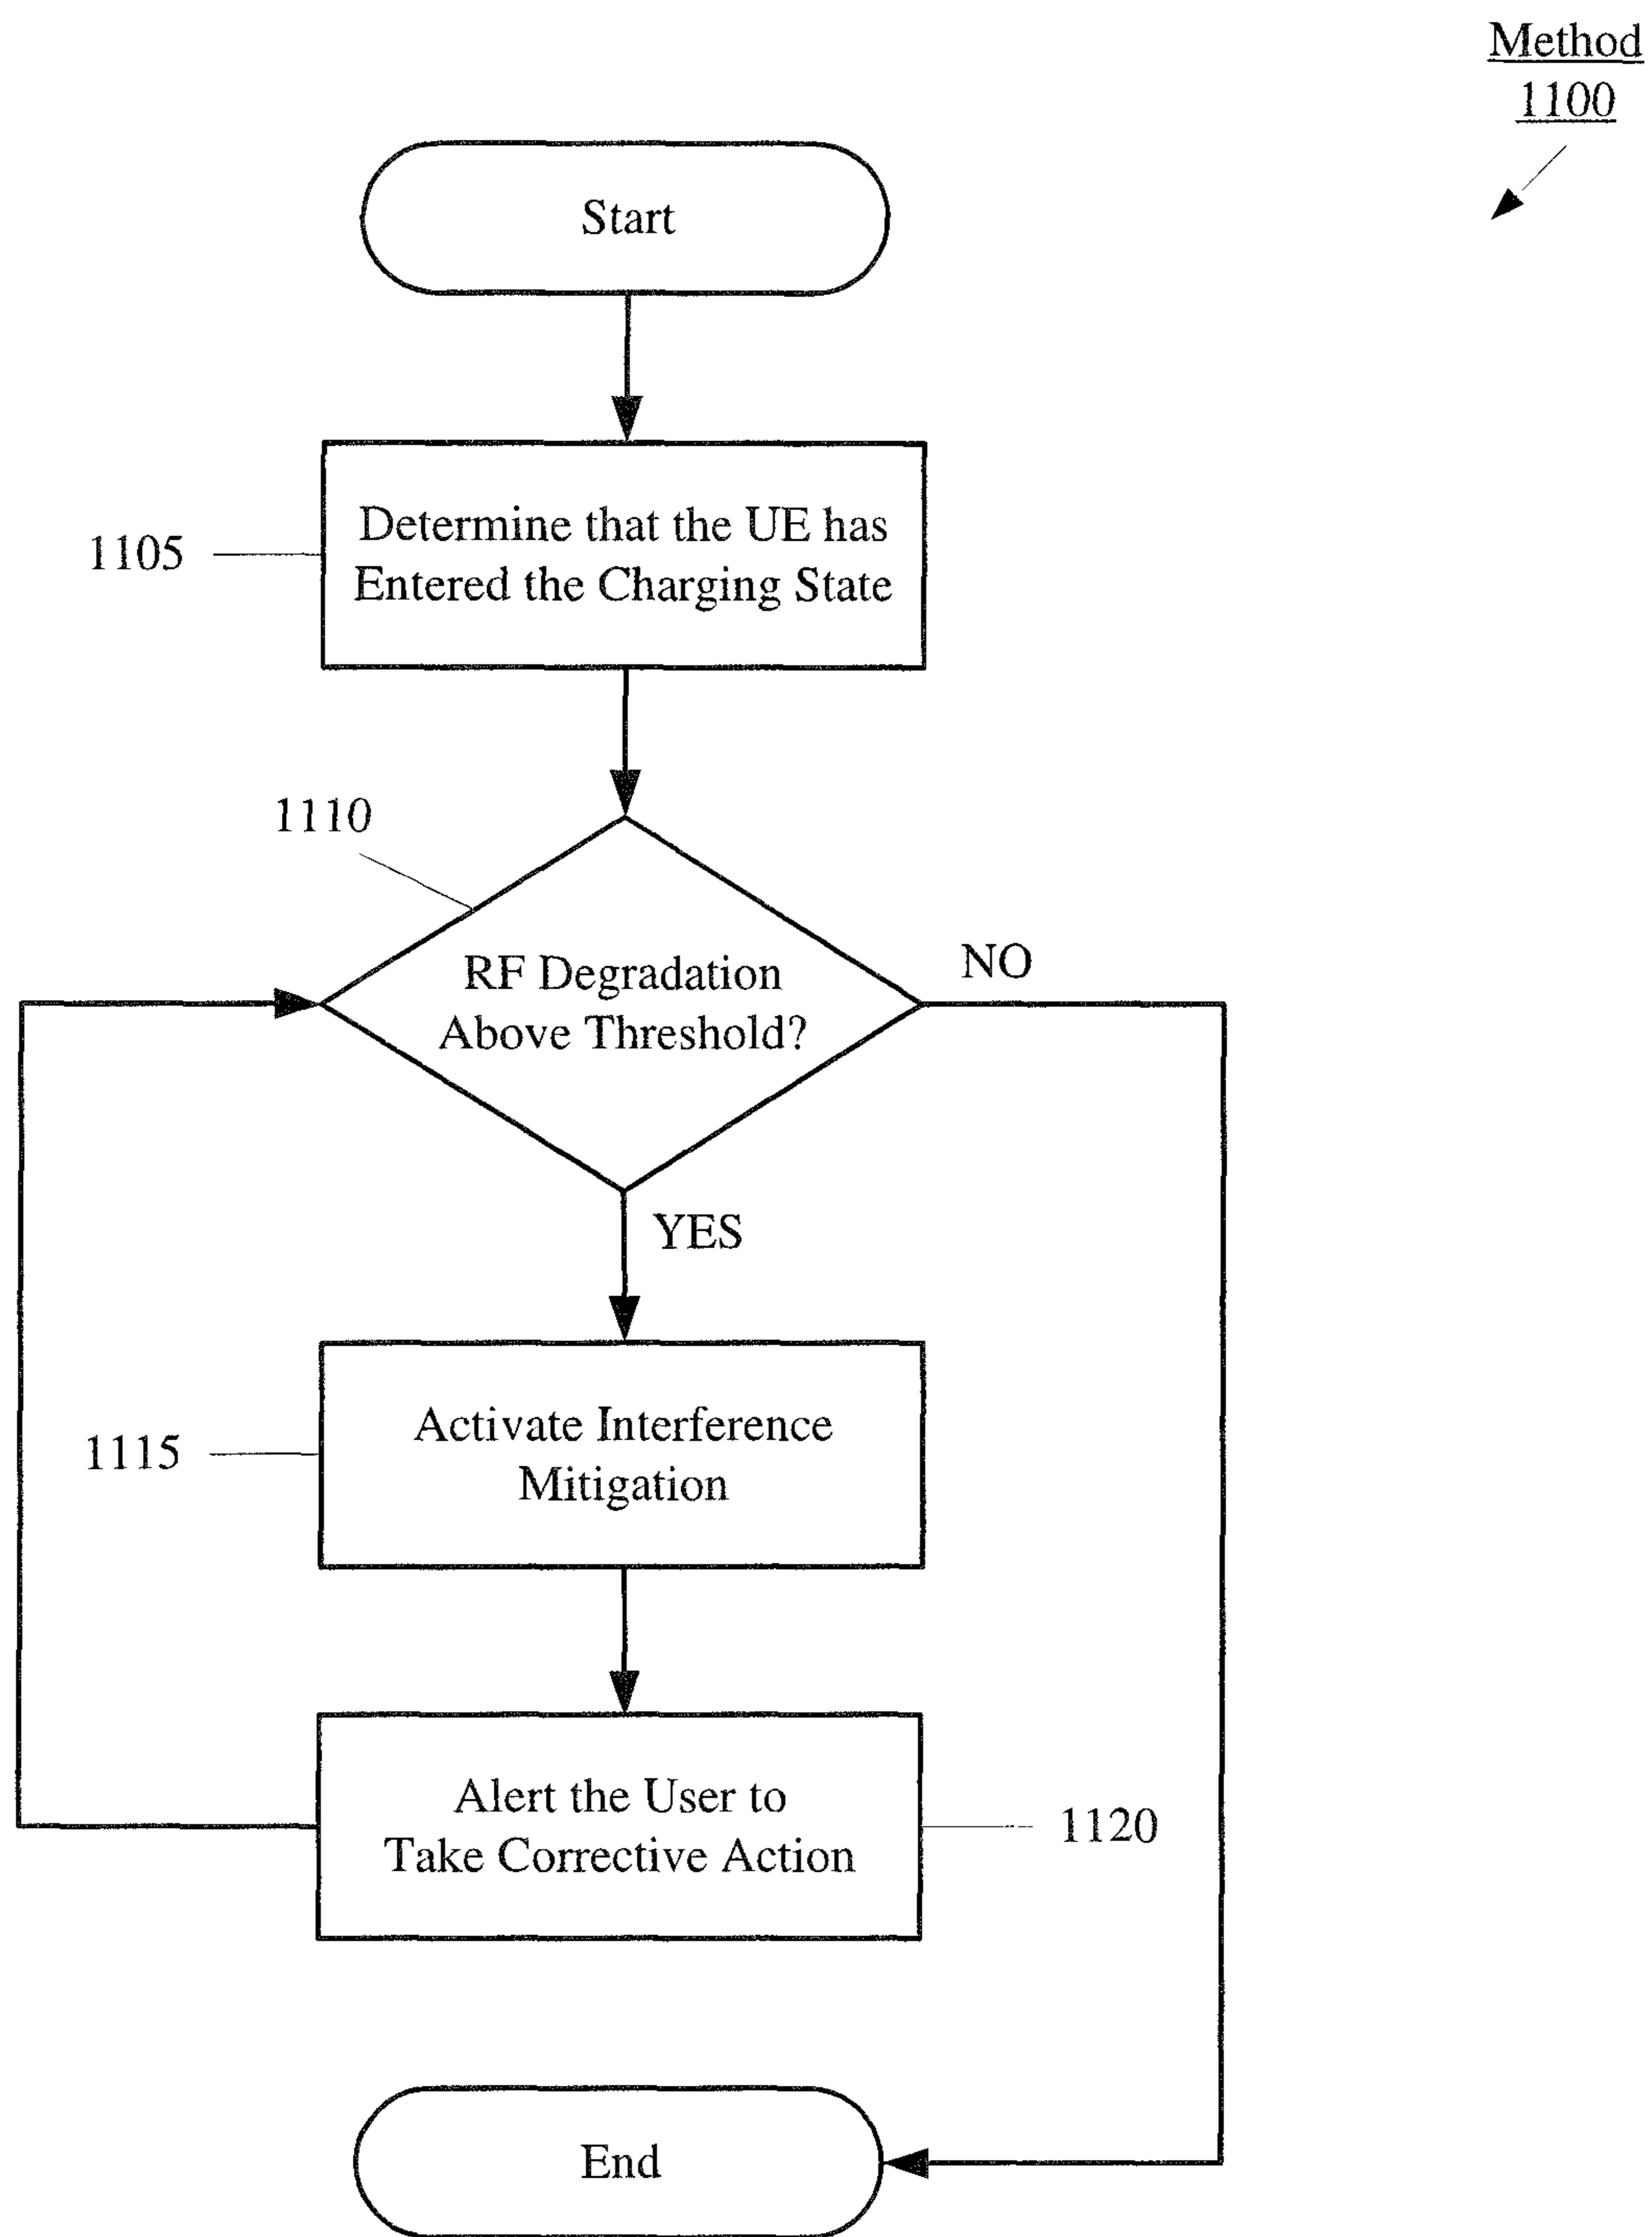 Method
1100
Start
1105
Determine that the UE has
Entered the Charging State
1110
RF Degradation
Above Threshold?
NO
YES
1115
Activate Interference
Mitigation
Alert the User to
Take Corrective Action
1120
End